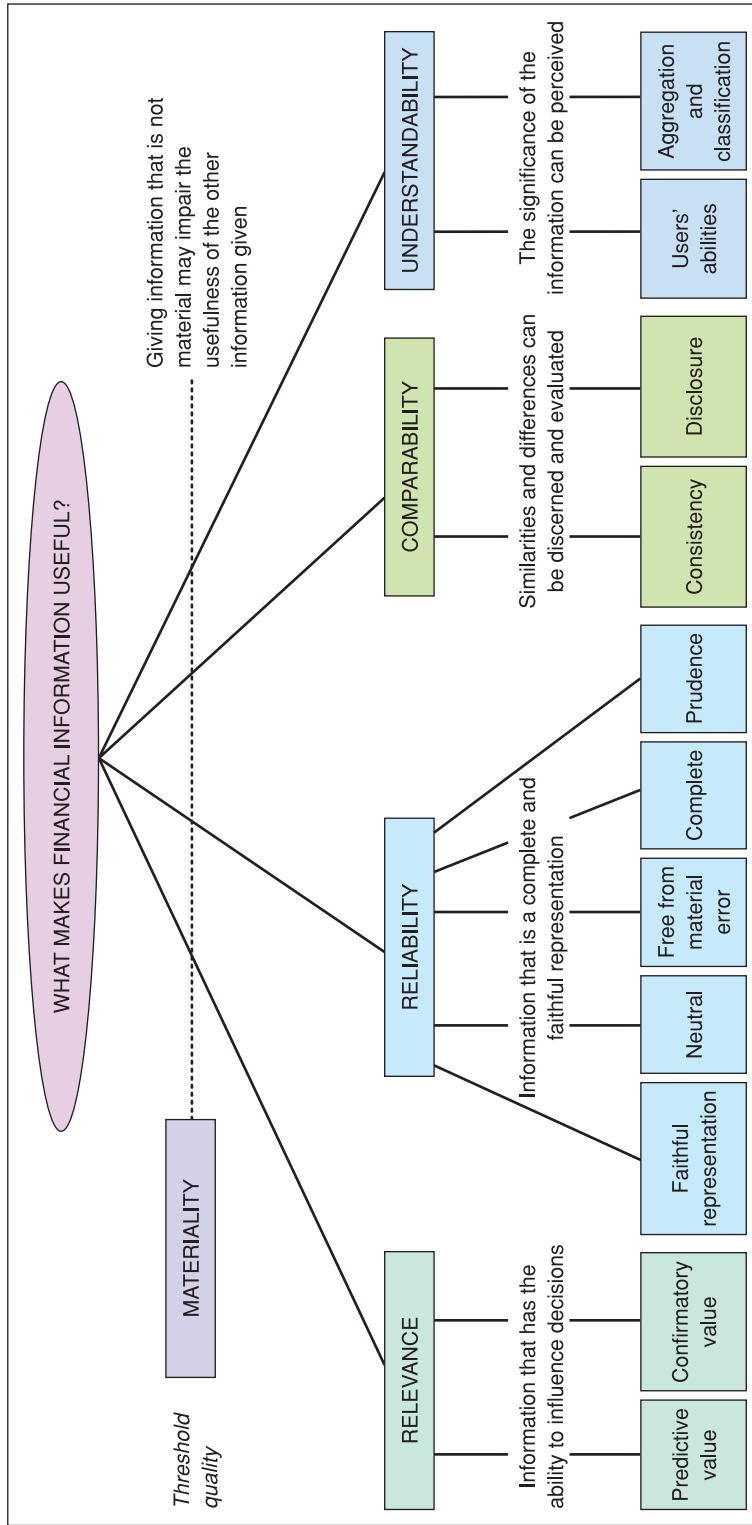 WHAT MAKES FINANCIAL INFORMATION USEFUL?
Threshold
quality
MATERIALITY
Giving information that is not
material may impair the
usefulness of the other
information given
RELEVANCE
RELIABILITY
COMPARABILITY
UNDERSTANDABILITY
Information that has the
ability to influence decisions
Information that is a complete and
faithful representation
Similarities and differences can
be discerned and evaluated
The significance of the
information can be perceived
Predictive value
Confirmatory
value
Faithful
representation
Neutral
Free from
material
error
Complete
Prudence
Consistency
Disclosure
Users’
abilities
Aggregation
and
classification